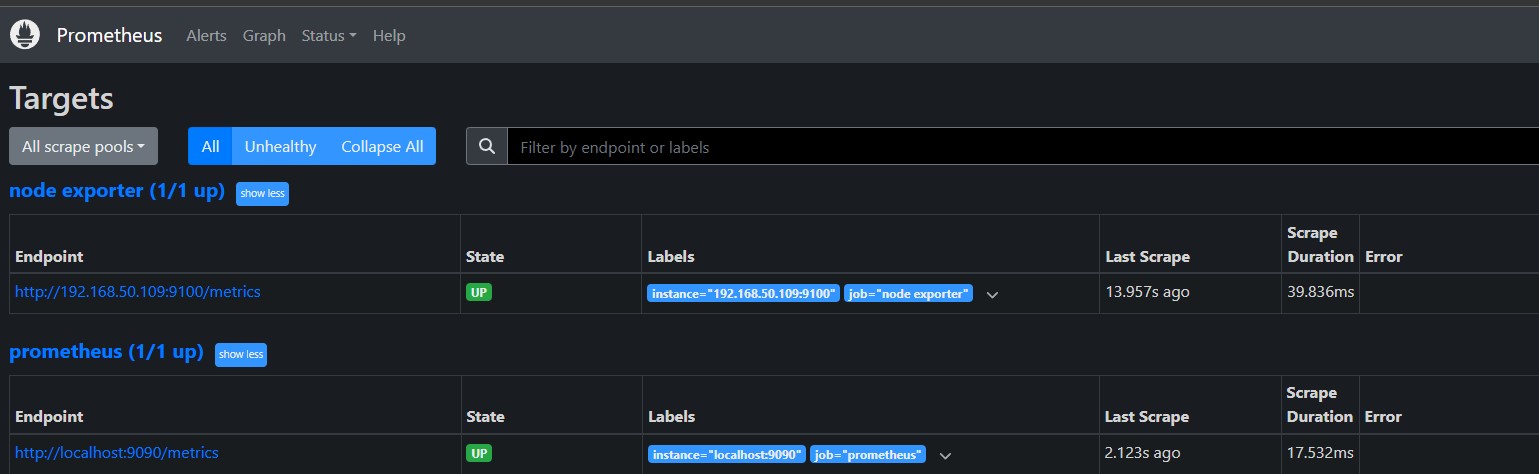 Prometheus Alerts Graph Status Help
Targets
All scrape pools All Unhealthy Collapse All Filter by endpoint or labels
node exporter (1/1 up) show less
Endpoint State Labels Last Scrape Scrape Duration Error
http://192.168.50.109:9100/metrics UP instance="192.168.50.109:9100" job="node exporter" 13.957s ago 39.836ms
prometheus (1/1 up) show less
Endpoint State Labels Last Scrape Scrape Duration Error
http://localhost:9090/metrics UP instance="localhost:9090" job="prometheus" 2.123s ago 17.532ms